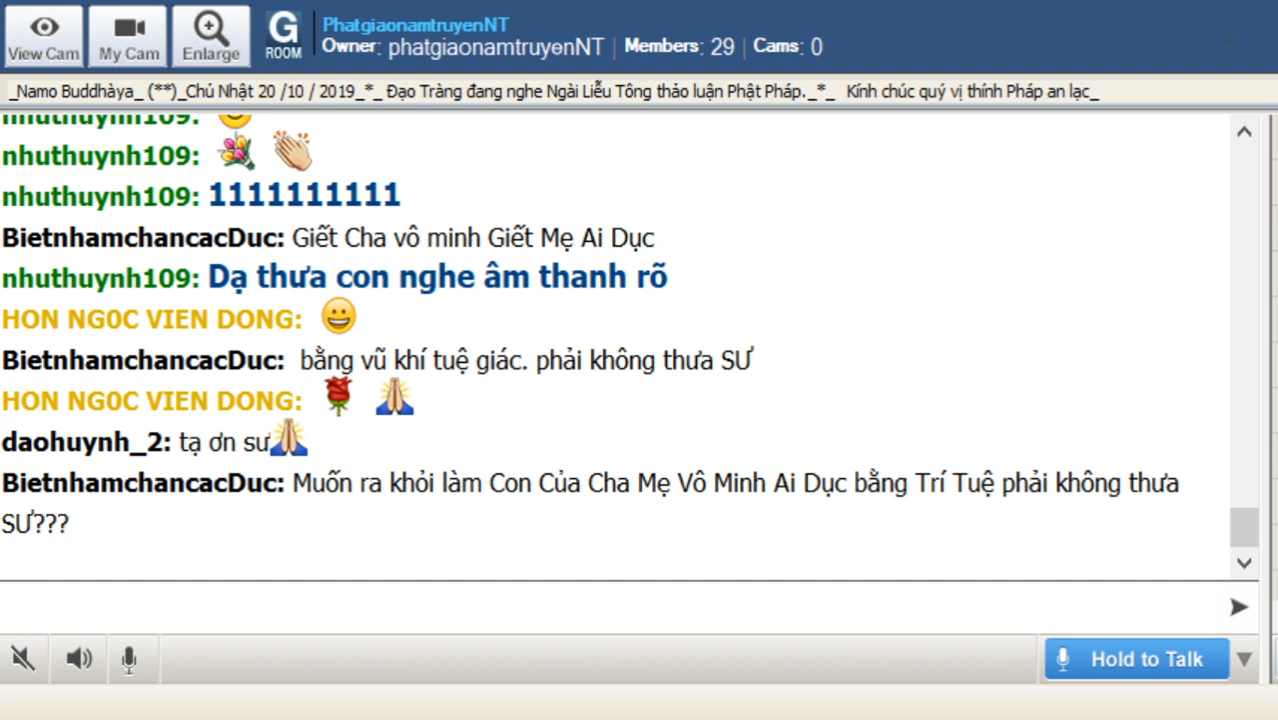 PhatgiaonamtruyenNT
View Cam My Cam Enlarge G ROOM Owner: phatgiaonamtruyenNT | Members: 29 | Cams: 0
_Namo Buddhàya_ (**)_Chủ Nhật 20 /10 / 2019_*_ Đạo Tràng đang nghe Ngài Liễu Tông thảo luận Phật Pháp._*_ Kính chúc quý vị thính Pháp an lạc_
nhuthuynh109:
nhuthuynh109:
nhuthuynh109: 1111111111
BietnhamchancacDuc: Giết Cha vô minh Giết Mẹ Ai Dục
nhuthuynh109: Dạ thưa con nghe âm thanh rõ
HON NG0C VIEN DONG:
BietnhamchancacDuc: bằng vũ khí tuệ giác. phải không thưa SƯ
HON NG0C VIEN DONG:
daohuynh_2: tạ ơn sư
BietnhamchancacDuc: Muốn ra khỏi làm Con Của Cha Mẹ Vô Minh Ai Dục bằng Trí Tuệ phải không thưa
SƯ???
Hold to Talk